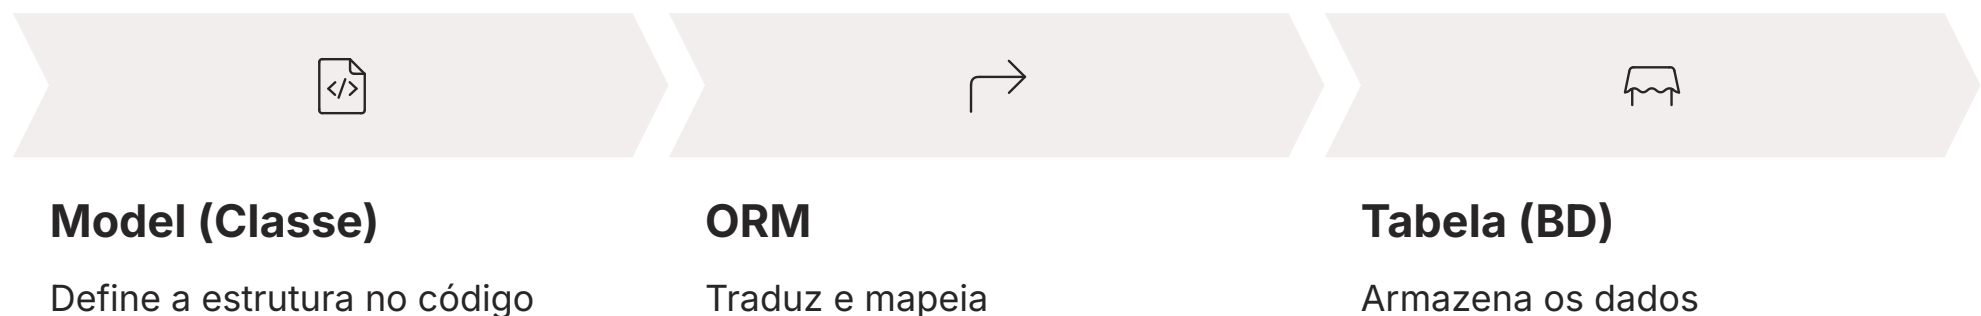 </>
Model (Classe)
Define a estrutura no código
ORM
Traduz e mapeia
Tabela (BD)
Armazena os dados